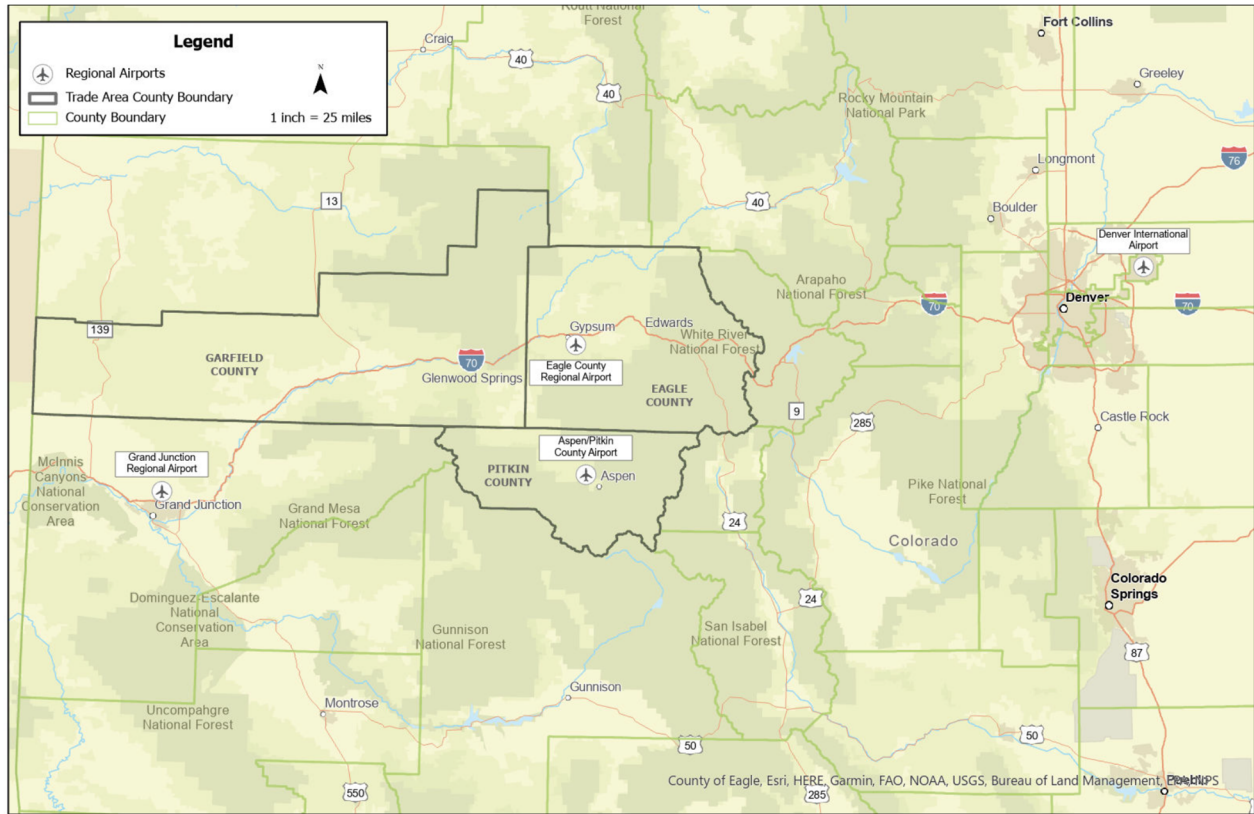 Legend
Regional Airports
Trade Area County Boundary
County Boundary
N
1 inch = 25 miles
Routt National
Forest
Craig
40
40
Fort Collins
Greeley
Rocky Mountain
National Park
13
Longmont
76
40
Boulder
Denver International
Airport
Arapaho
National Forest
70
Denver
70
139
Gypsum
Edwards
White River
National Forest
GARFIELD
COUNTY
70
Glenwood Springs
Eagle County
Regional Airport
EAGLE
COUNTY
9
285
Castle Rock
Grand Junction
Regional Airport
McInnis
Canyons
National
Conservation
Area
Grand Junction
Aspen/Pitkin
County Airport
PITKIN
COUNTY
Aspen
Grand Mesa
National Forest
Pike National
Forest
24
Colorado
Colorado
Springs
Dominguez-Escalante
National
Conservation
Area
24
Gunnison
National Forest
San Isabel
National Forest
87
Gunnison
Montrose
Uncompahgre
National Forest
50
50
550
285
County of Eagle, Esri, HERE, Garmin, FAO, NOAA, USGS, Bureau of Land Management,